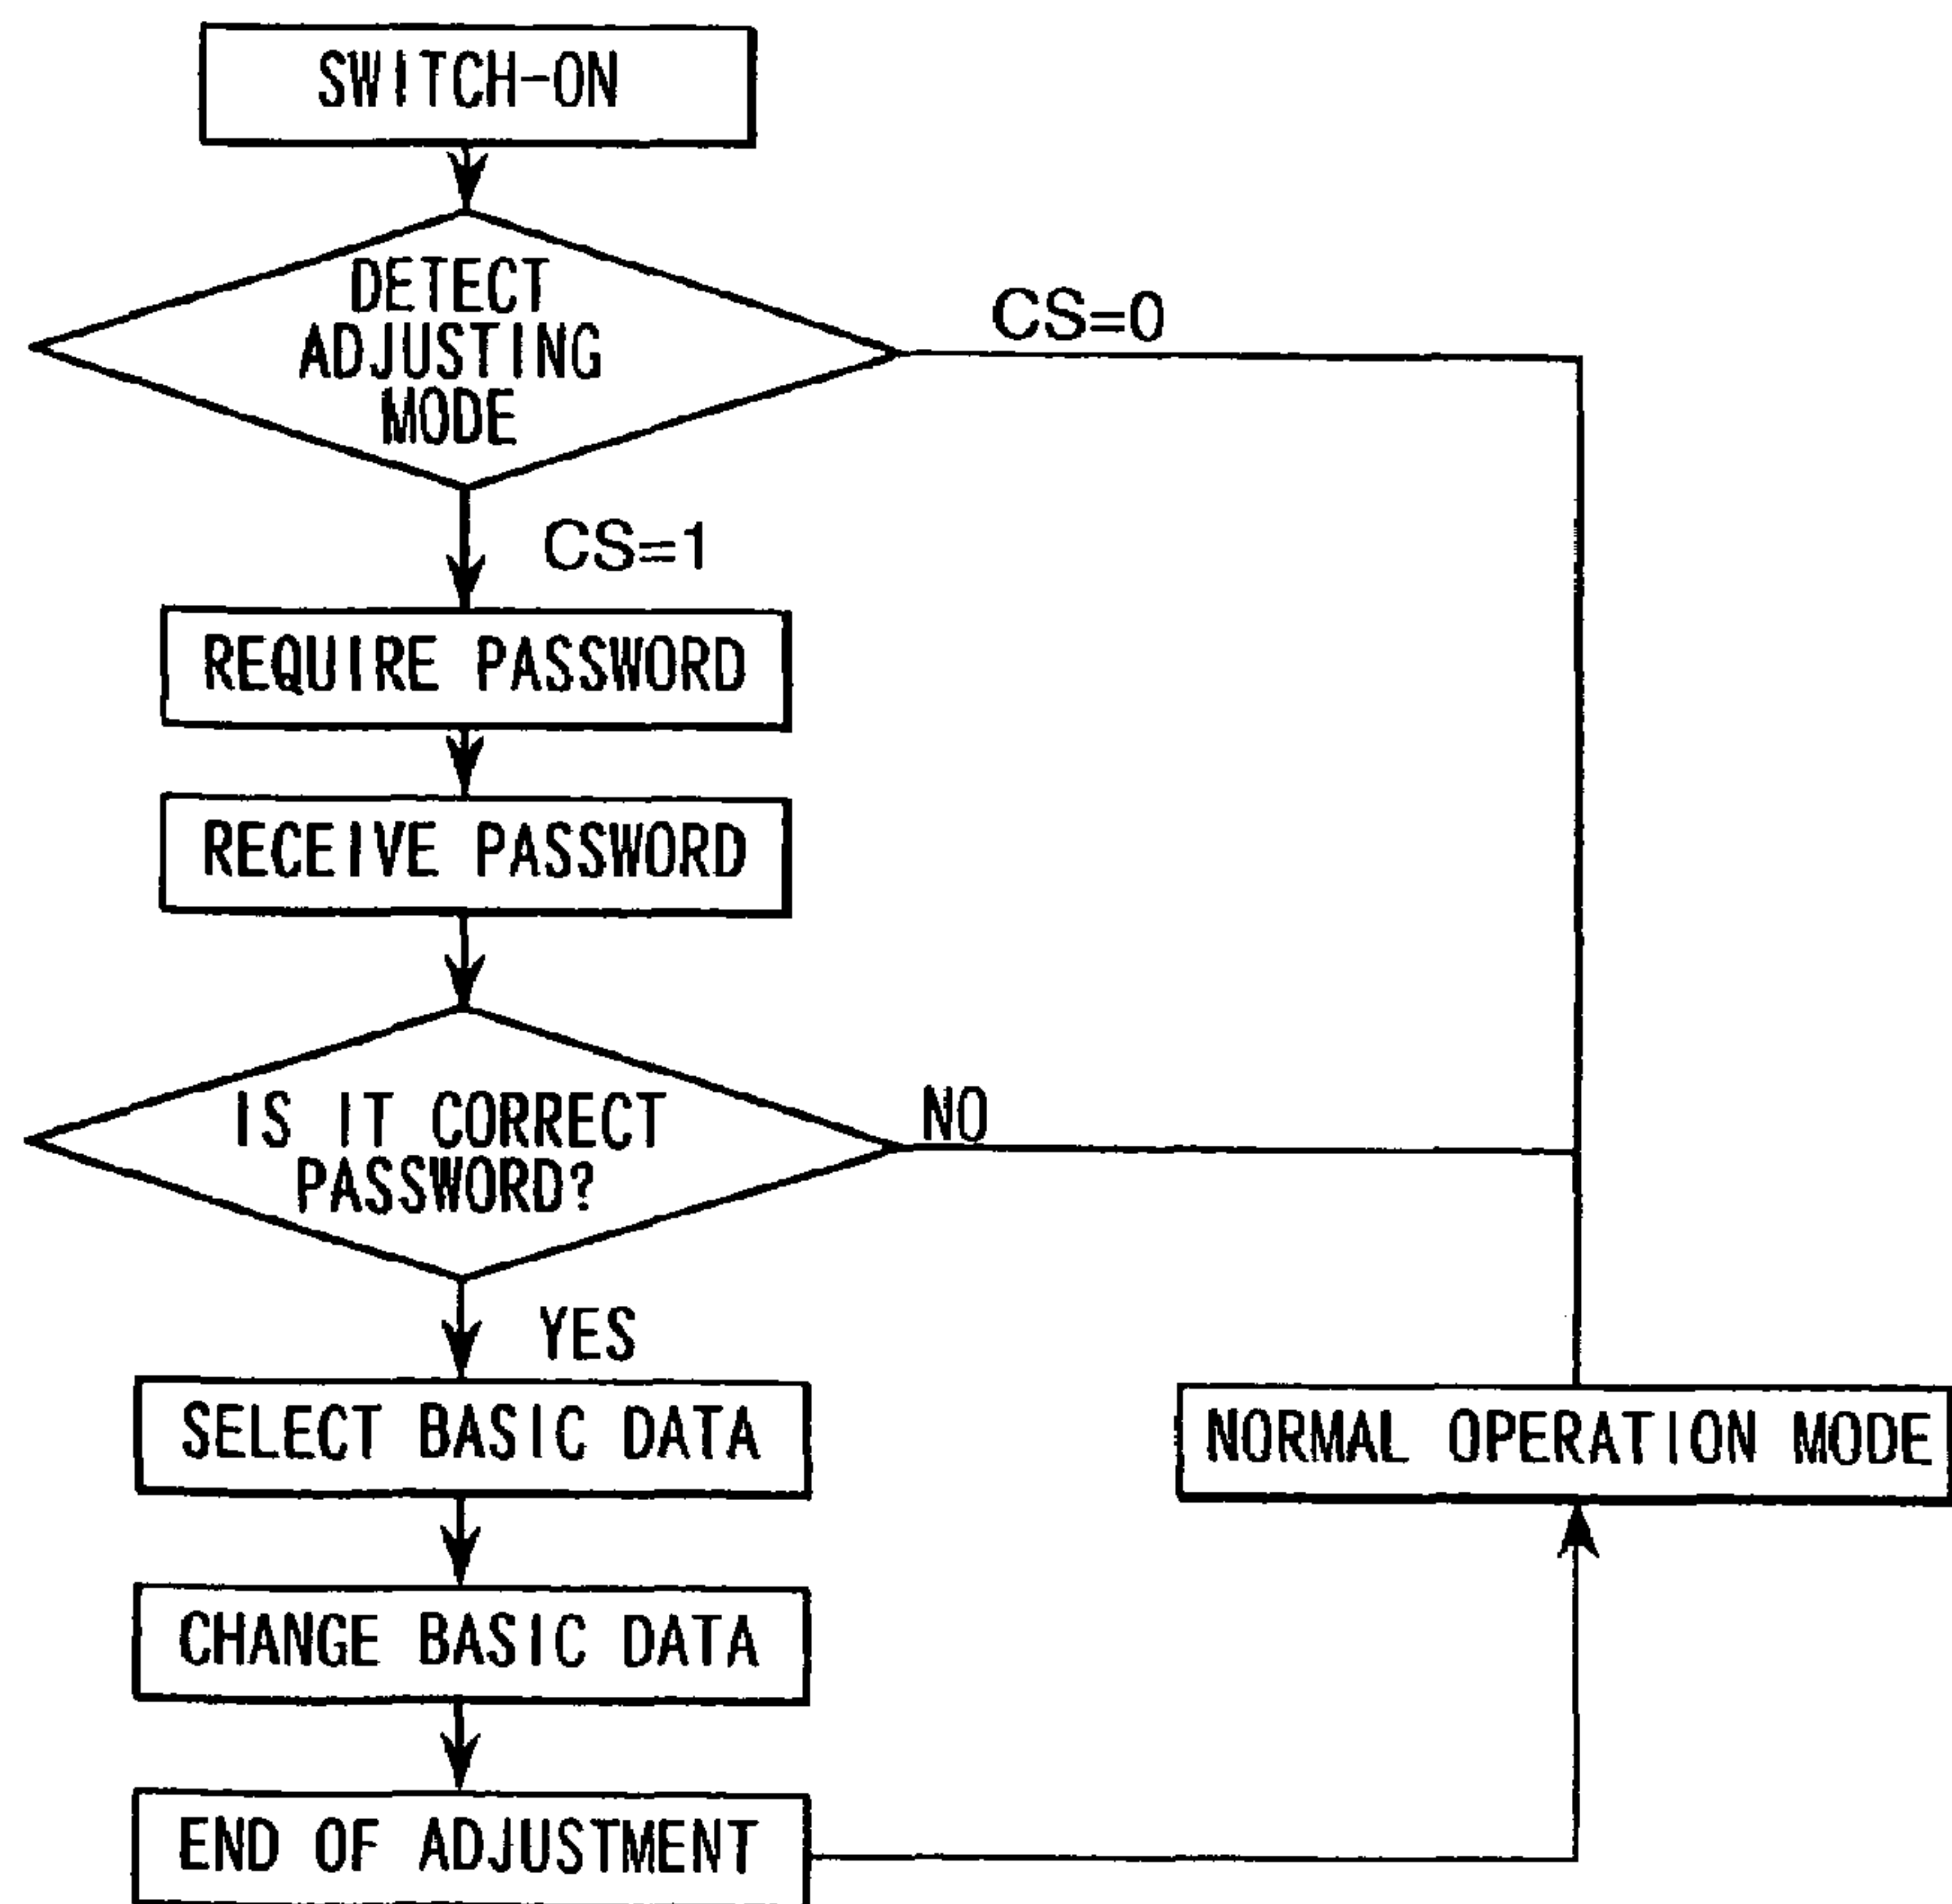 SWITCH-ON
DETECT
ADJUSTING
MODE
CS=0
CS=1
REQUIRE PASSWORD
RECEIVE PASSWORD
IS IT CORRECT
PASSWORD?
NO
YES
SELECT BASIC DATA
NORMAL OPERATION MODE
CHANGE BASIC DATA
END OF ADJUSTMENT